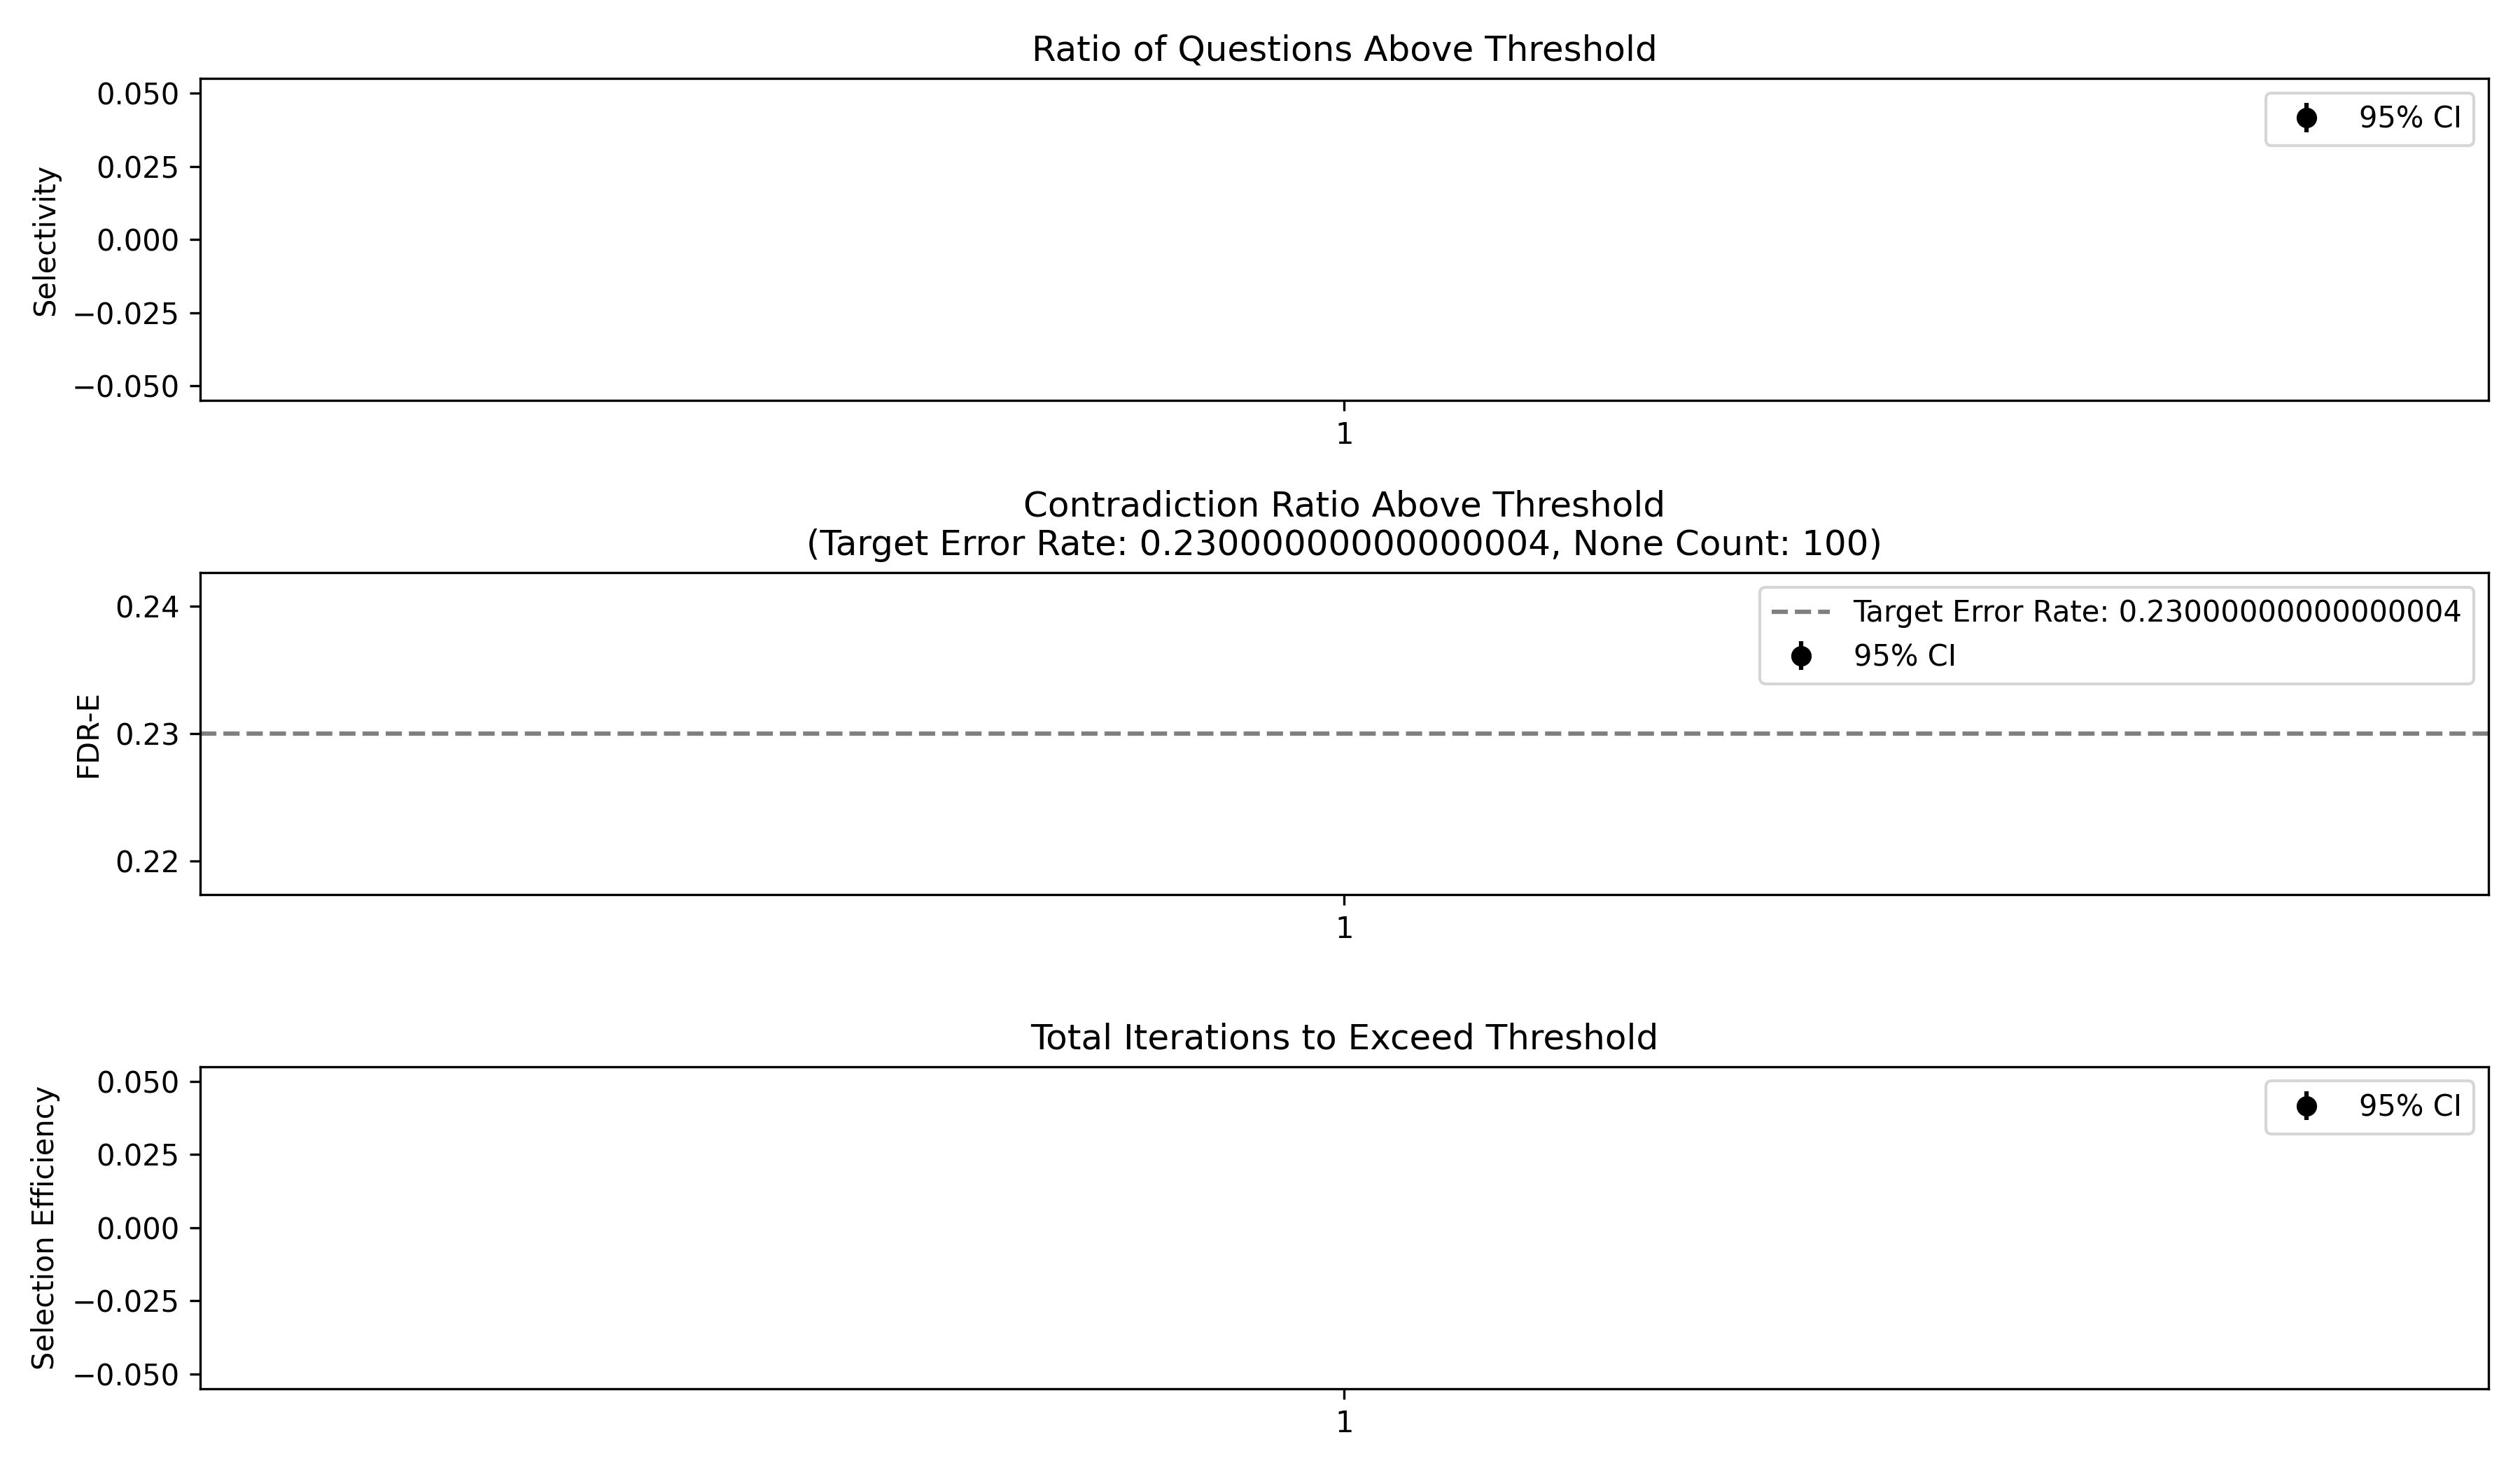 Ratio of Questions Above Threshold
Selectivity
0.050
0.025
0.000
−0.025
−0.050
95% CI
1
Contradiction Ratio Above Threshold
(Target Error Rate: 0.23000000000000004, None Count: 100)
FDR-E
0.24
0.23
0.22
Target Error Rate: 0.23000000000000004
95% CI
1
Total Iterations to Exceed Threshold
Selection Efficiency
0.050
0.025
0.000
−0.025
−0.050
95% CI
1